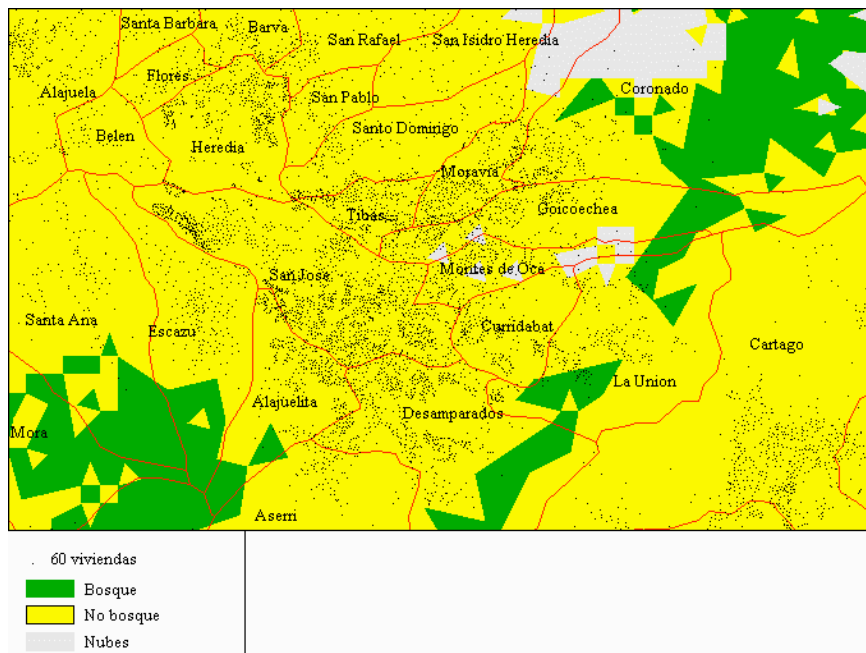 Santa Barbara
Barva
San Rafael
San Isidro Heredia
Flores
Alajuela
San Pablo
Coronado
Belen
Heredia
Santo Domingo
Moravia
Tibas
Goicoechea
San Jose
Montes de Oca
Santa Ana
Escazu
Curridabat
Cartago
La Union
Alajuelita
Desamparados
Mora
Aserri
. 60 viviendas
Bosque
No bosque
Nubes